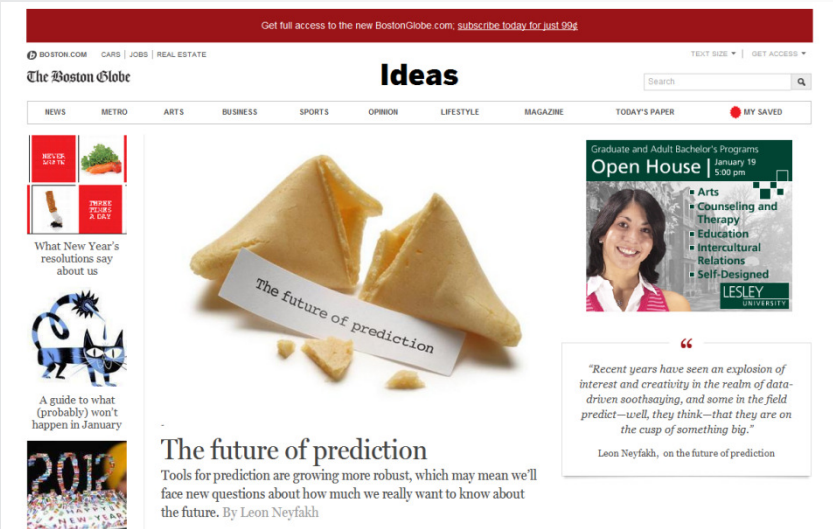 Get full access to the new BostonGlobe.com; subscribe today for just 99¢
BOSTON.COM CARS | JOBS | REAL ESTATE
TEXT SIZE ▼ | GET ACCESS ▼
The Boston Globe
Ideas
Search
NEWS METRO ARTS BUSINESS SPORTS OPINION LIFESTYLE MAGAZINE TODAY'S PAPER MY SAVED
THREE
TIMES
A DAY
What New Year's
resolutions say
about us
A guide to what
(probably) won't
happen in January
2012
The future of prediction
-
The future of prediction
Tools for prediction are growing more robust, which may mean we'll
face new questions about how much we really want to know about
the future. By Leon Neyfakh
Graduate and Adult Bachelor's Programs
Open House | January 19
5:00 pm
Arts
Counseling and
Therapy
Education
Intercultural
Relations
Self-Designed
LESLEY
UNIVERSITY
“
“Recent years have seen an explosion of
interest and creativity in the realm of data-
driven soothsaying, and some in the field
predict—well, they think—that they are on
the cusp of something big.”
Leon Neyfakh, on the future of prediction